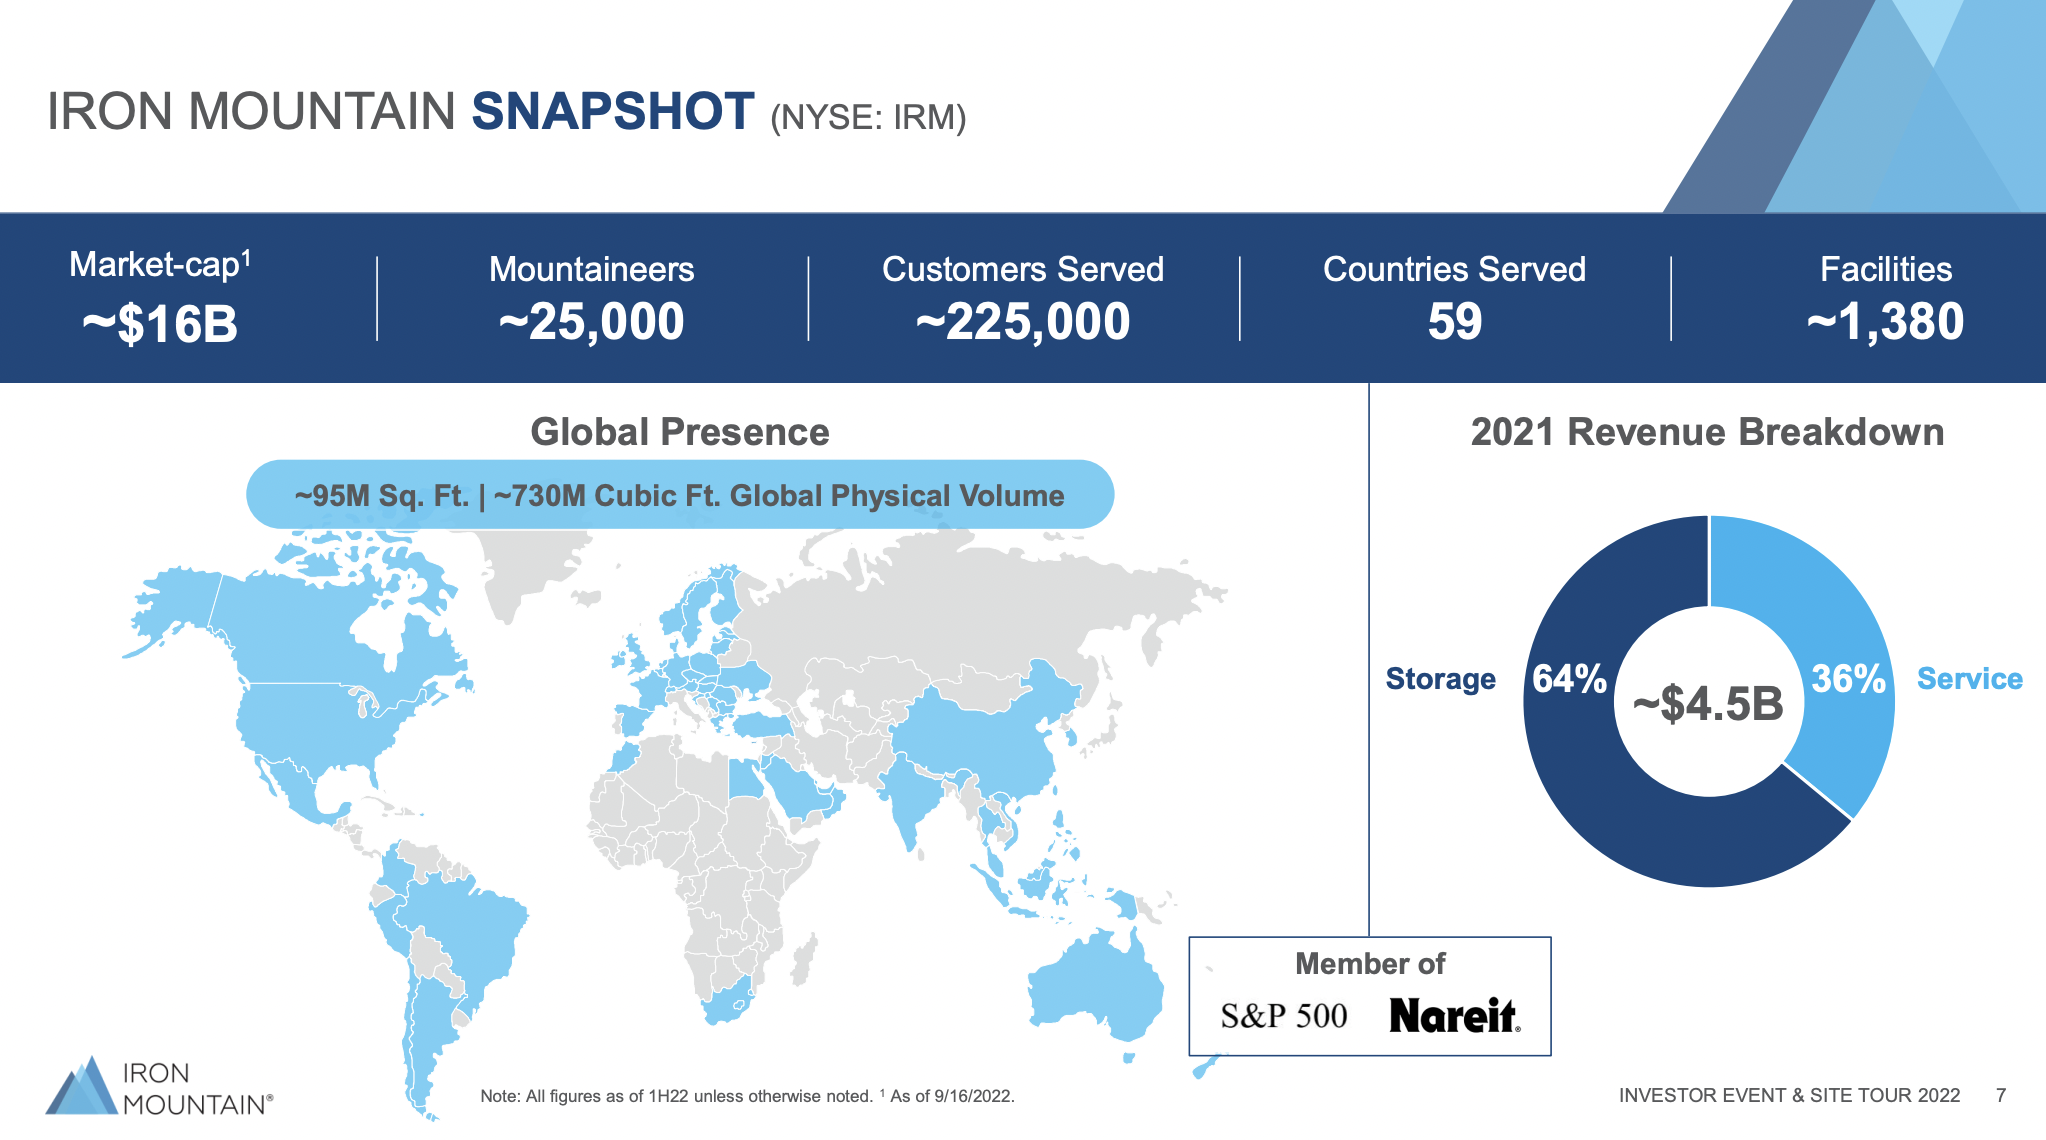 IRON MOUNTAIN SNAPSHOT (NYSE: IRM)
Market-cap¹
~$16B
Mountaineers
~25,000
Customers Served
~225,000
Countries Served
59
Facilities
~1,380
Global Presence
~95M Sq. Ft. | ~730M Cubic Ft. Global Physical Volume
2021 Revenue Breakdown
Storage 64% ~$4.5B 36% Service
Member of
S&P 500 Nareit®
IRON
MOUNTAIN®
Note: All figures as of 1H22 unless otherwise noted. ¹ As of 9/16/2022.
INVESTOR EVENT & SITE TOUR 2022 7